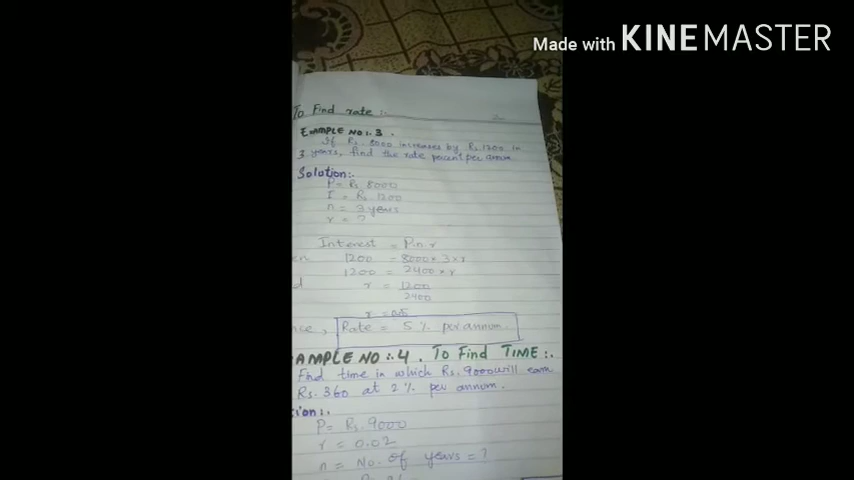 Made with KINEMASTER
To Find rate :-
EXAMPLE NO:. 3 .
If Rs. 8000 increases by Rs 1200 in
3 years, find the rate percent per annum
Solution:.
P = Rs 8000
I = Rs. 1200
n = 3 years
r = ?
Interest = P.n.r
1200 = 8000 × 3 × r
1200 = 2400 × r
r = 1200
2400
r =
Rate = 5 % per annum.
AMPLE NO :. 4 . TO FIND TIME :.
Find time in which Rs. 9000 will earn
Rs. 360 at 2 % per annum.
tion:.
P = Rs. 9000
r = 0.02
n = No. of years = ?